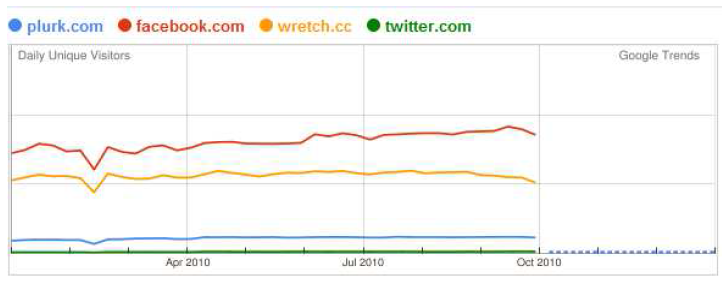 plurk.com facebook.com wretch.cc twitter.com
Daily Unique Visitors Google Trends
Apr 2010 Jul 2010 Oct 2010